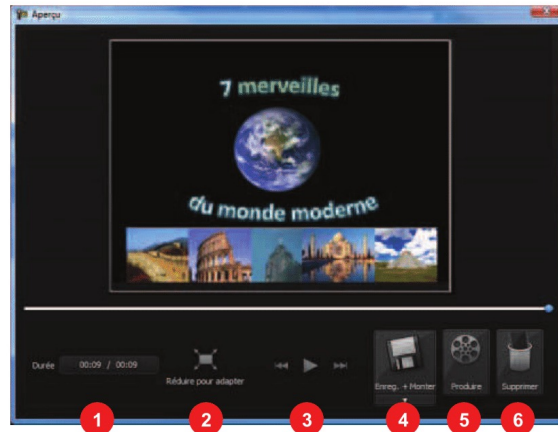 Aperçu
7 merveilles
du monde moderne
Durée
00:09 / 00:09
Réduire pour adapter
Enreg. + Monter
Produire
Supprimer
1
2
3
4
5
6